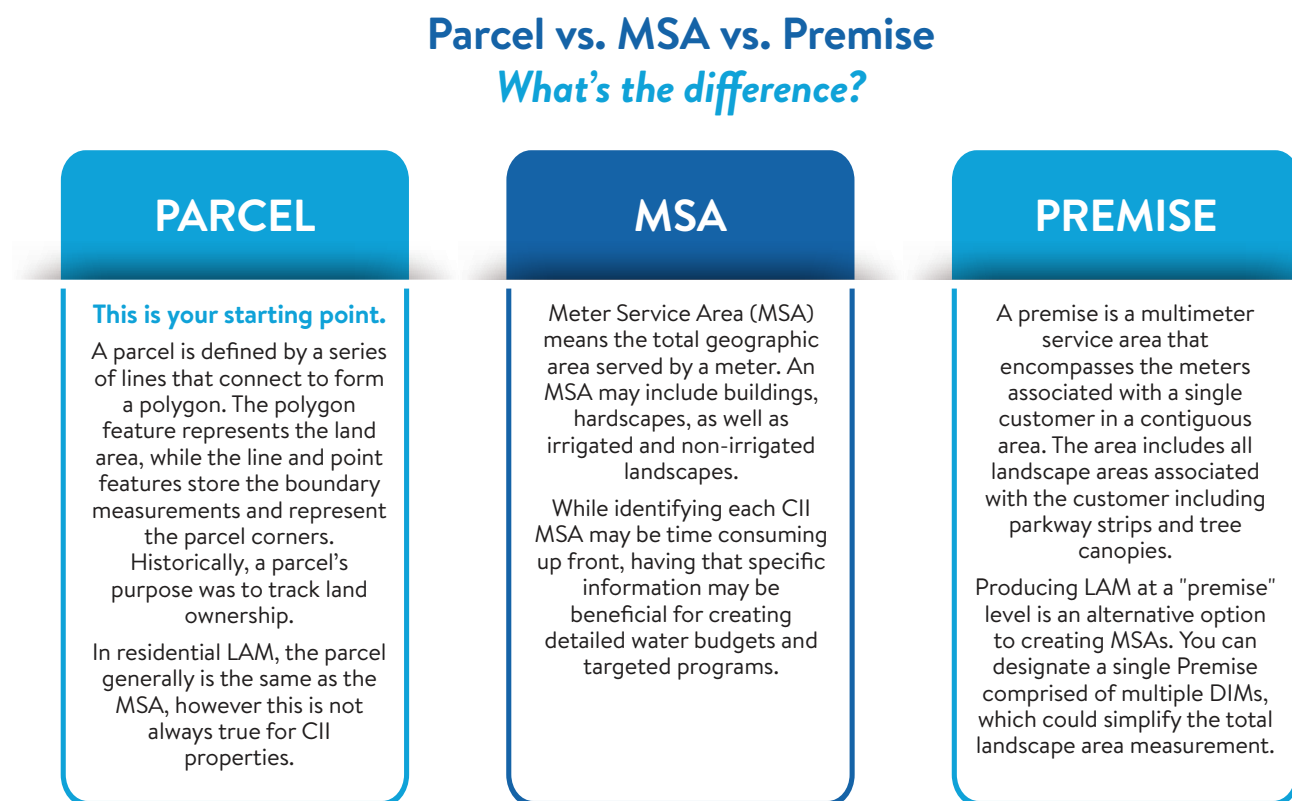 Parcel vs. MSA vs. Premise
What's the difference?
PARCEL
This is your starting point.
A parcel is defined by a series
of lines that connect to form
a polygon. The polygon
feature represents the land
area, while the line and point
features store the boundary
measurements and represent
the parcel corners.
Historically, a parcel's
purpose was to track land
ownership.
In residential LAM, the parcel
generally is the same as the
MSA, however this is not
always true for CII
properties.
MSA
Meter Service Area (MSA)
means the total geographic
area served by a meter. An
MSA may include buildings,
hardscapes, as well as
irrigated and non-irrigated
landscapes.
While identifying each CII
MSA may be time consuming
up front, having that specific
information may be
beneficial for creating
detailed water budgets and
targeted programs.
PREMISE
A premise is a multimeter
service area that
encompasses the meters
associated with a single
customer in a contiguous
area. The area includes all
landscape areas associated
with the customer including
parkway strips and tree
canopies.
Producing LAM at a "premise"
level is an alternative option
to creating MSAs. You can
designate a single Premise
comprised of multiple DIMs,
which could simplify the total
landscape area measurement.